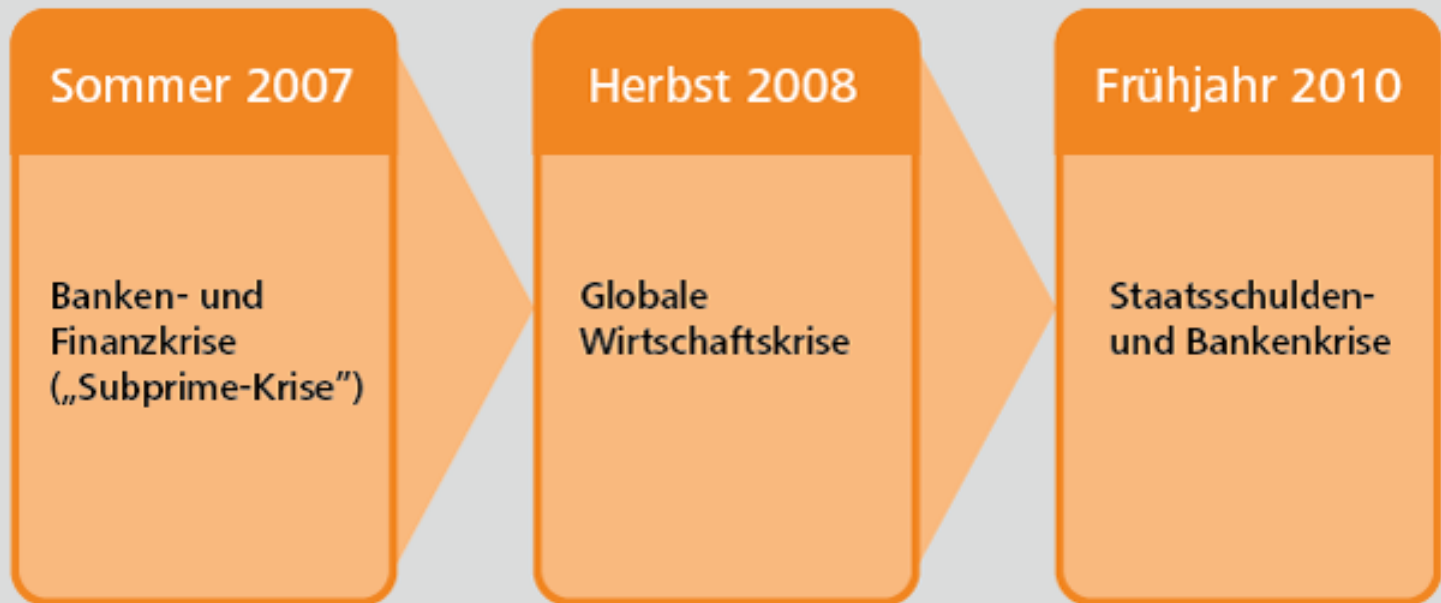 Sommer 2007
Banken- und
Finanzkrise
(„Subprime-Krise”)
Herbst 2008
Globale
Wirtschaftskrise
Frühjahr 2010
Staatsschulden-
und Bankenkrise